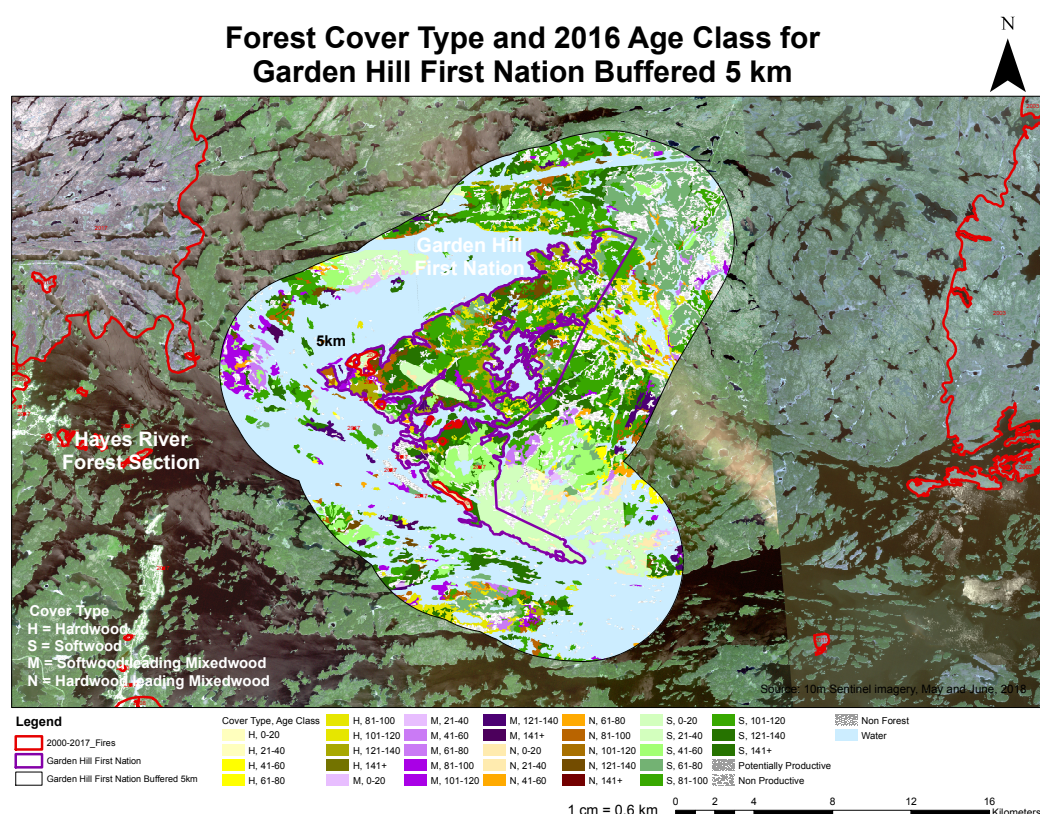 Forest Cover Type and 2016 Age Class for
Garden Hill First Nation Buffered 5 km
N
Garden Hill
First Nation
5km
2017
Hayes River
Forest Section
Cover Type
H = Hardwood
S = Softwood
M = Softwood leading Mixedwood
N = Hardwood leading Mixedwood
Source: 10m Sentinel imagery, May and June, 2018
Legend
2000-2017_Fires
Garden Hill First Nation
Garden Hill First Nation Buffered 5km
Cover Type, Age Class
H, 0-20
H, 21-40
H, 41-60
H, 61-80
H, 81-100
H, 101-120
H, 121-140
H, 141+
M, 0-20
M, 21-40
M, 41-60
M, 61-80
M, 81-100
M, 101-120
M, 121-140
M, 141+
N, 0-20
N, 21-40
N, 41-60
N, 61-80
N, 81-100
N, 101-120
N, 121-140
N, 141+
S, 0-20
S, 21-40
S, 41-60
S, 61-80
S, 81-100
S, 101-120
S, 121-140
S, 141+
Potentially Productive
Non Productive
Non Forest
Water
1 cm = 0.6 km
0 2 4 8 12 16
Kilometers